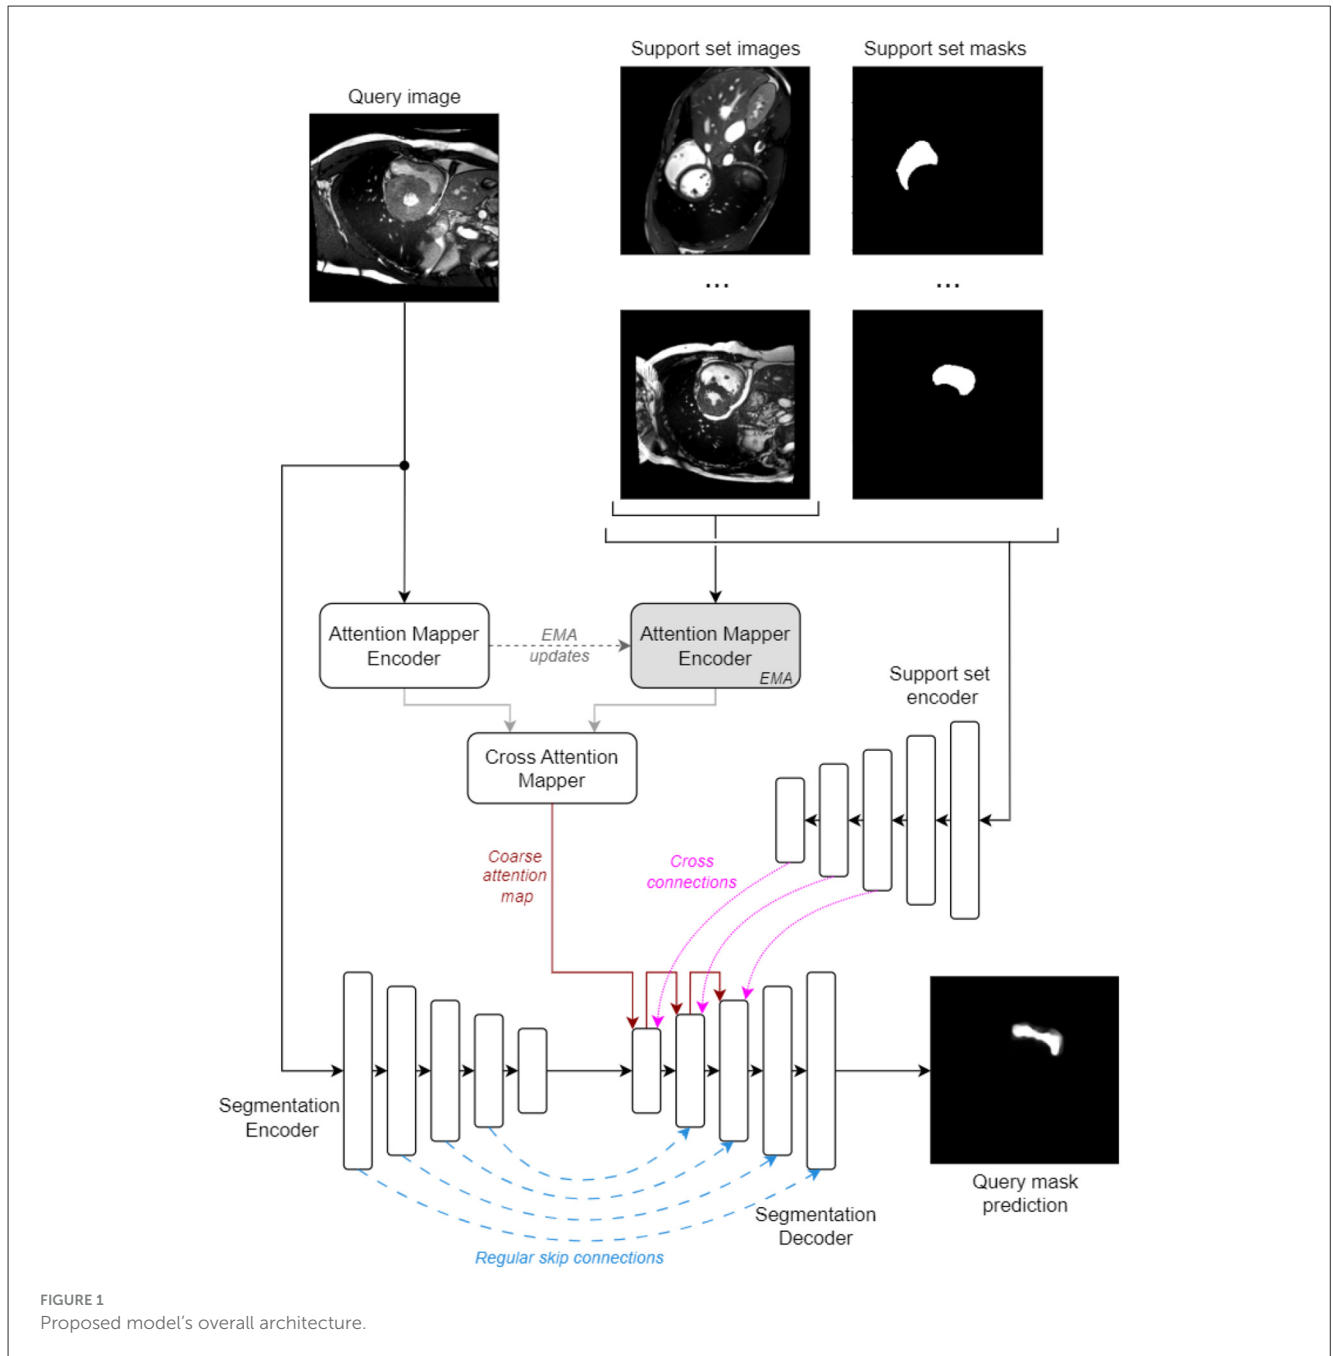 Support set images
Support set masks
Query image
...
...
Attention Mapper
Encoder
EMA
updates
Attention Mapper
Encoder
EMA
Support set
encoder
Cross Attention
Mapper
Coarse
attention
map
Cross
connections
Segmentation
Encoder
Segmentation
Decoder
Query mask
prediction
Regular skip connections
FIGURE 1
Proposed model's overall architecture.